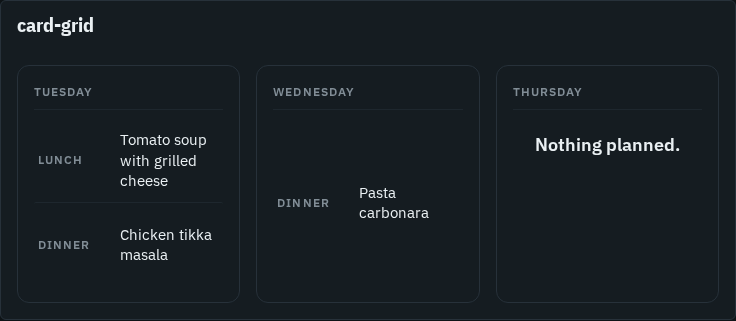 card-grid
TUESDAY
LUNCH
Tomato soup
with grilled
cheese
DINNER
Chicken tikka
masala
WEDNESDAY
DINNER
Pasta
carbonara
THURSDAY
Nothing planned.